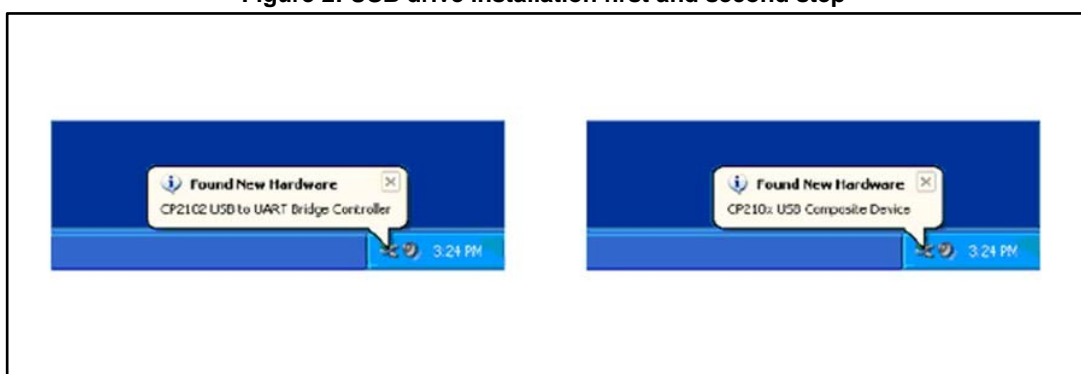 Figure 2. USB drive installation first and second step
Found New Hardware
CP2102 USB to UART Bridge Controller
3:24 PM
Found New Hardware
CP210x USB Composite Device
3:24 PM